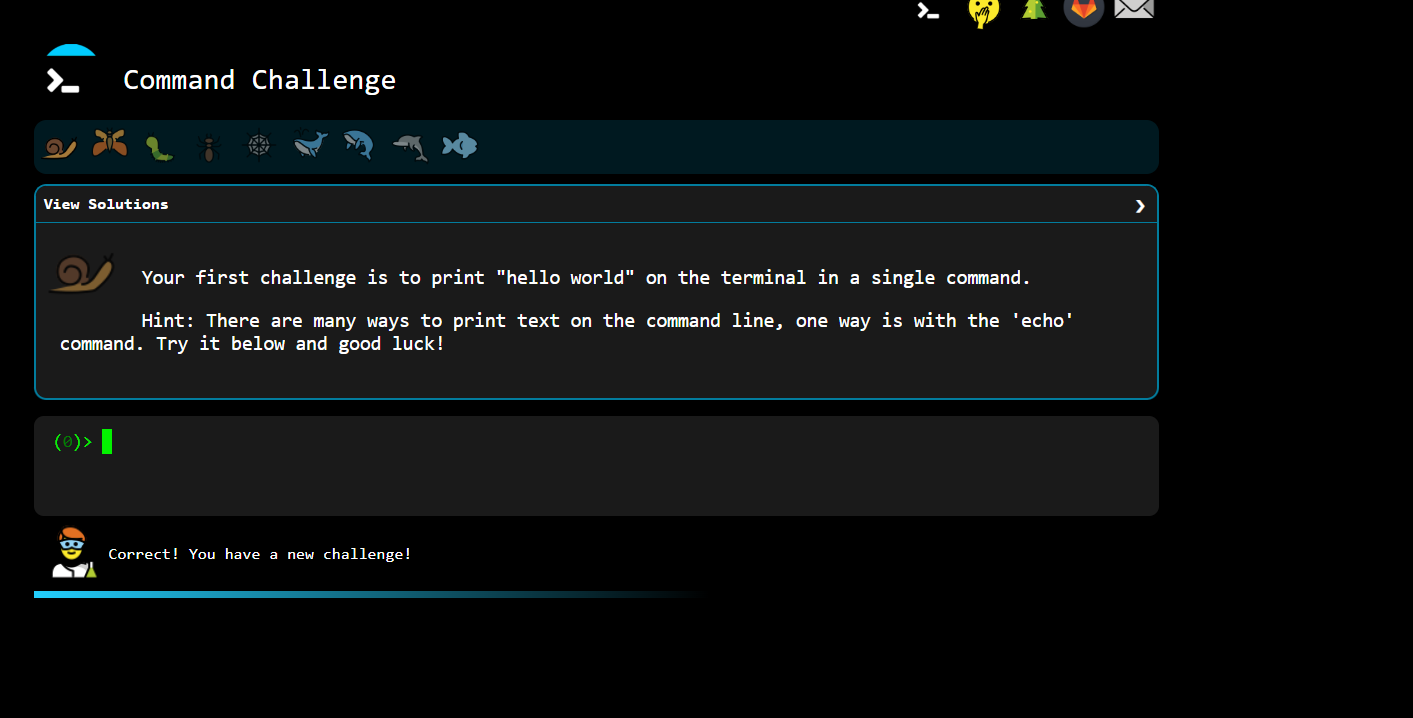 Command Challenge
View Solutions
Your first challenge is to print "hello world" on the terminal in a single command.
Hint: There are many ways to print text on the command line, one way is with the 'echo'
command. Try it below and good luck!
(0)>
Correct! You have a new challenge!